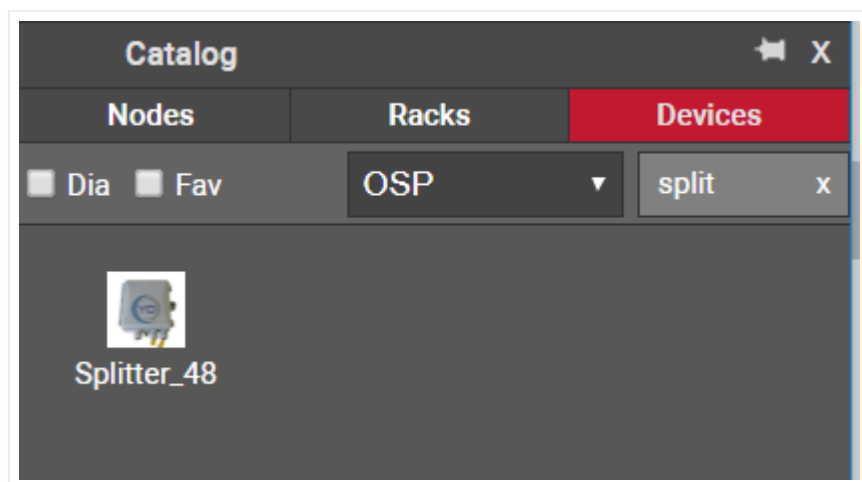 Catalog X
Nodes Racks Devices
Dia Fav OSP split x
Splitter_48